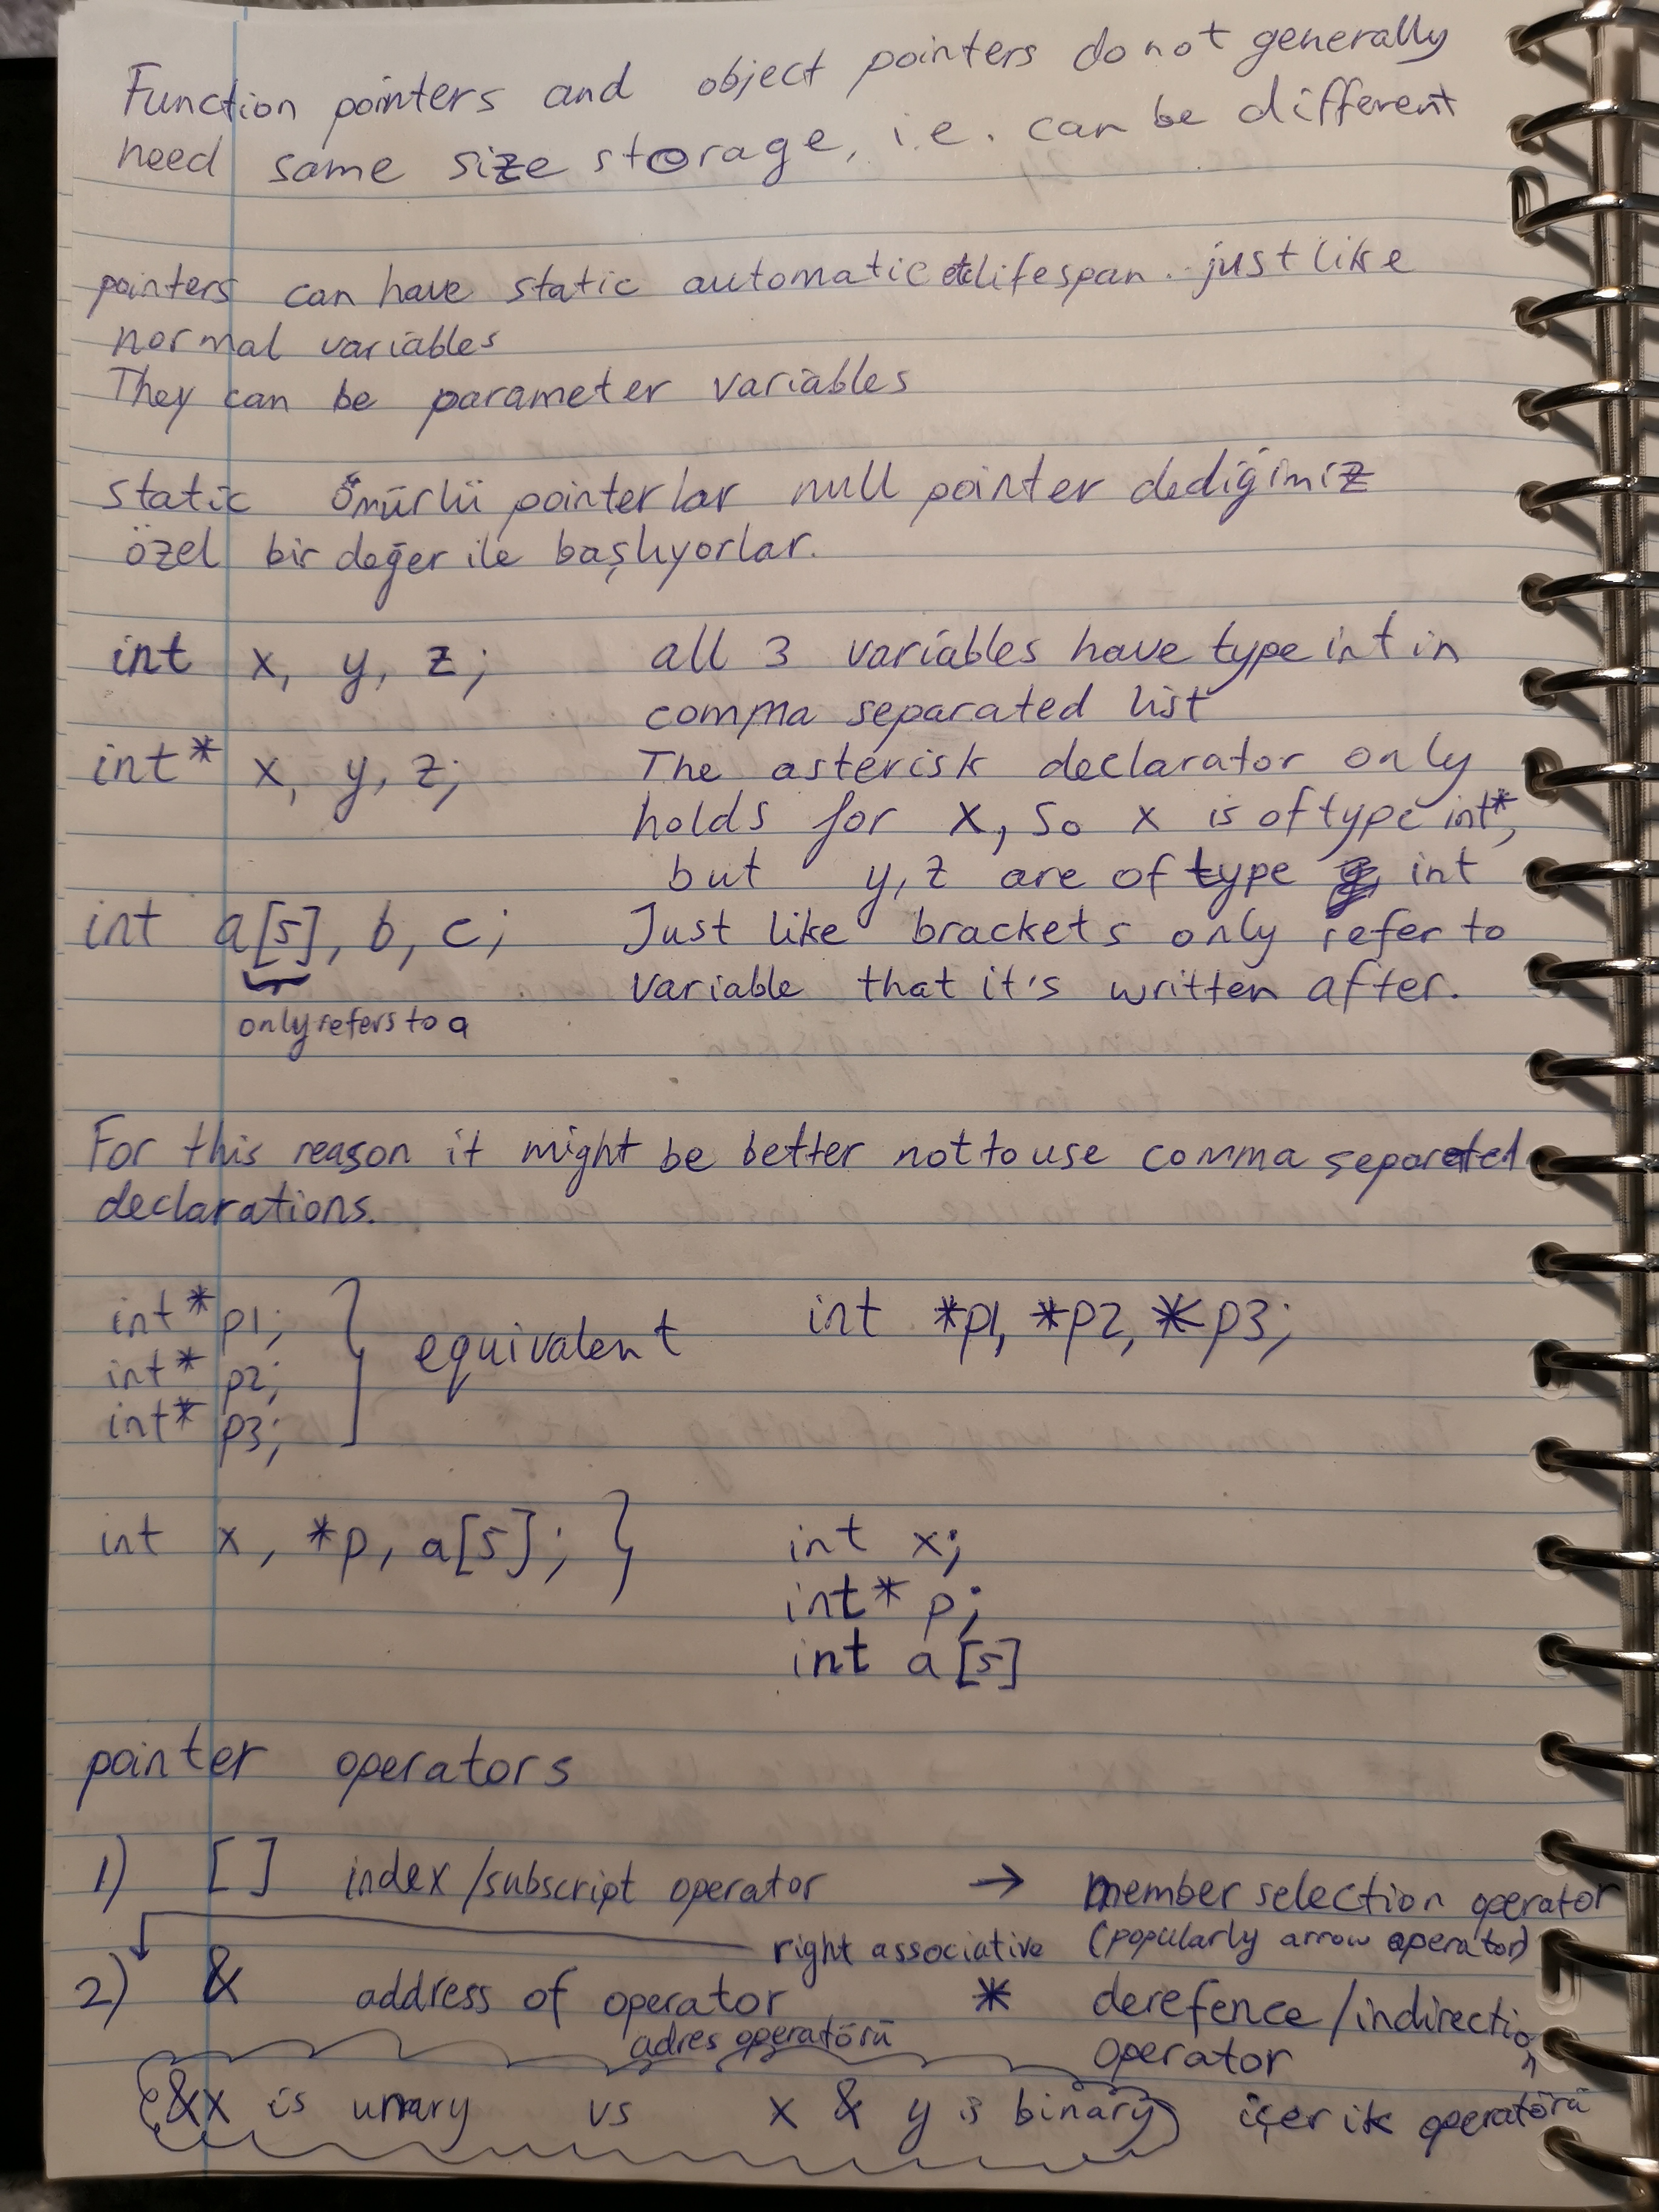 Function pointers and object pointers do not generally
need same size storage, i.e. can be different
pointers can have static automatic etc lifespan. just like
normal variables
They can be parameter variables
static ömürlü pointerlar null pointer dediğimiz
özel bir değer ile başlıyorlar.
int x, y, z; all 3 variables have type int in
comma separated list
int* x, y, z; The asterisk declarator only
holds for x, so x is of type int*,
but y, z are of type int
int a[5], b, c; Just like brackets only refer to
variable that it's written after.
only refers to a
For this reason it might be better not to use comma separated
declarations.
int* p1; } equivalent int *p1, *p2, *p3;
int* p2;
int* p3;
int x, *p, a[5]; } int x;
int* p;
int a[5]
pointer operators
1) [ ] index/subscript operator → member selection operator
right associative (popularly arrow operator)
2) & address of operator * derefence/indirection
adres operatörü operator
&x is unary vs x & y is binary içerik operatörü